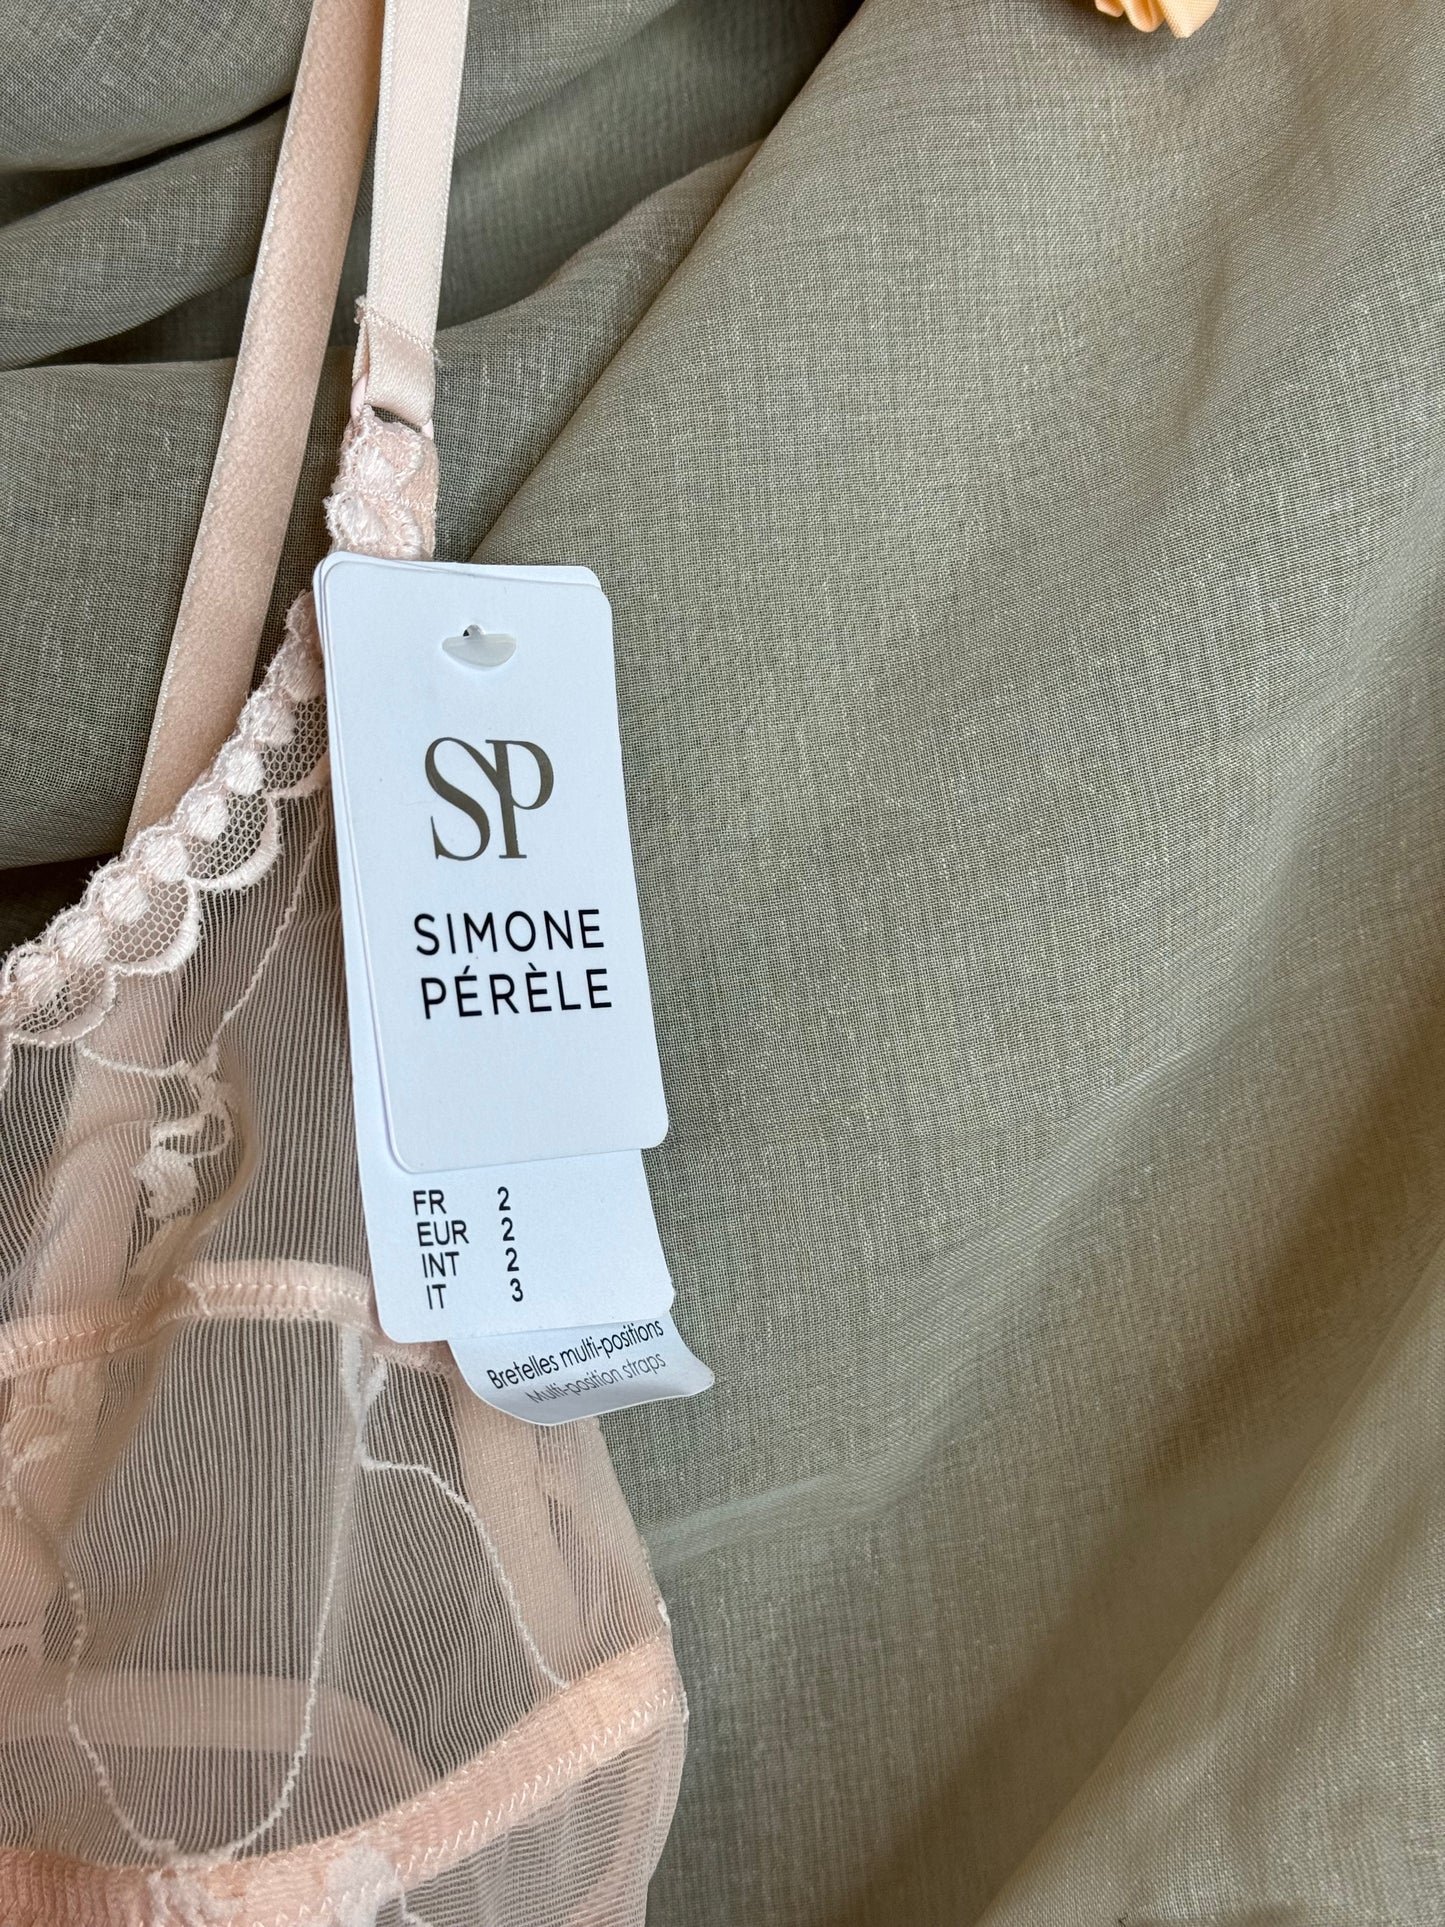 SP
SIMONE
PÉRÈLE
FR 2
EUR 2
INT 2
IT 3
Bretelles multi-positions
Multi-position straps